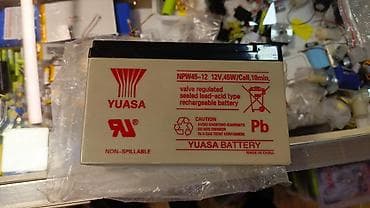 YUASA
NPW45-12 12V,45W/Cell,10min.
valve regulated
sealed lead-acid type
rechargeable battery
CAUTION
Pb
NON-SPILLABLE
YUASA BATTERY
MADE IN CHINA